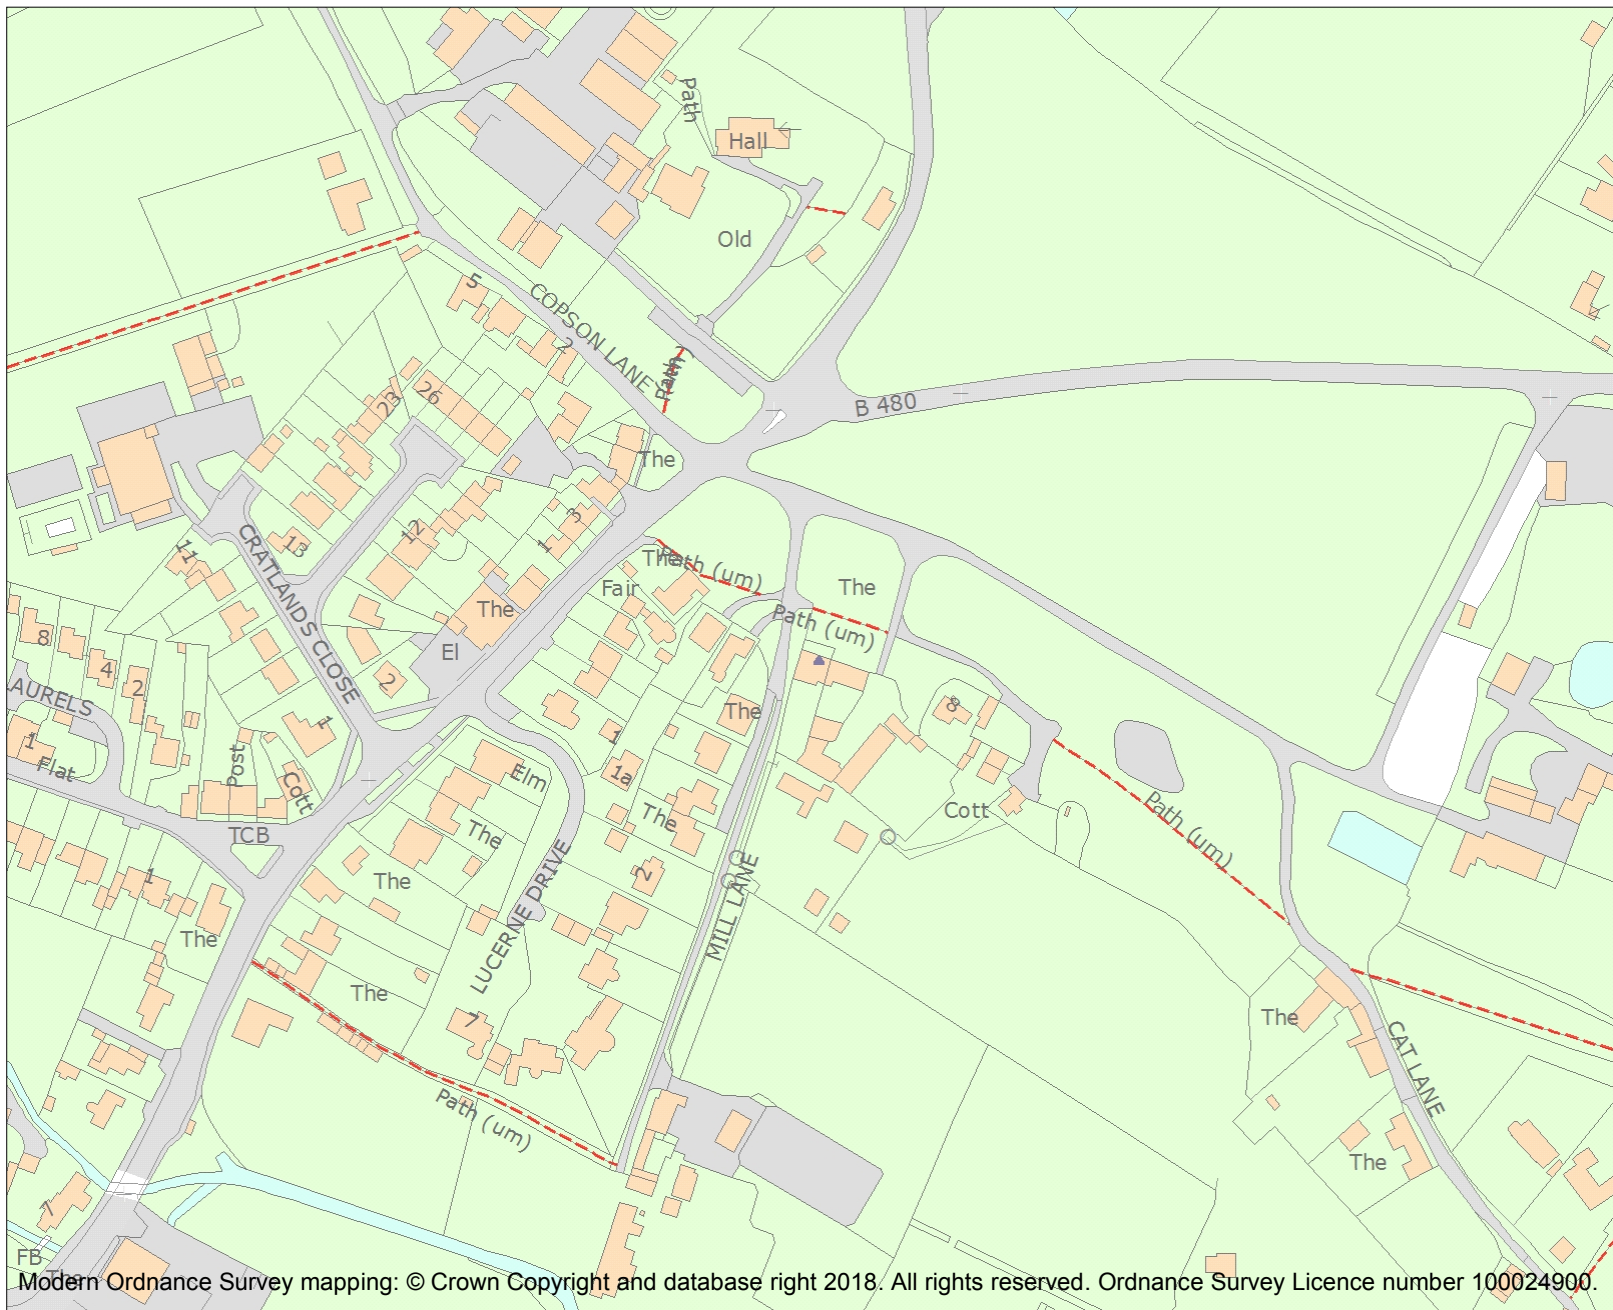 Path
Hall
Old
5
COPSON LANE
2
Path
(um)
B 480
26
23
The
3
1
12
13
11
CRATLANDS CLOSE
The
Path (um)
Fair
The
The
Path (um)
El
8
4
2
2
AURELS
1
1
Flat
Post
Cott
TCB
The
8
1
1a
Elm
The
The
2
Cott
Path (um)
LUCERNE DRIVE
MILL LANE
1
The
The
The
7
Path (um)
The
CAT LANE
The
1
FB
The
Modern Ordnance Survey mapping: © Crown Copyright and database right 2018. All rights reserved. Ordnance Survey Licence number 100024900.